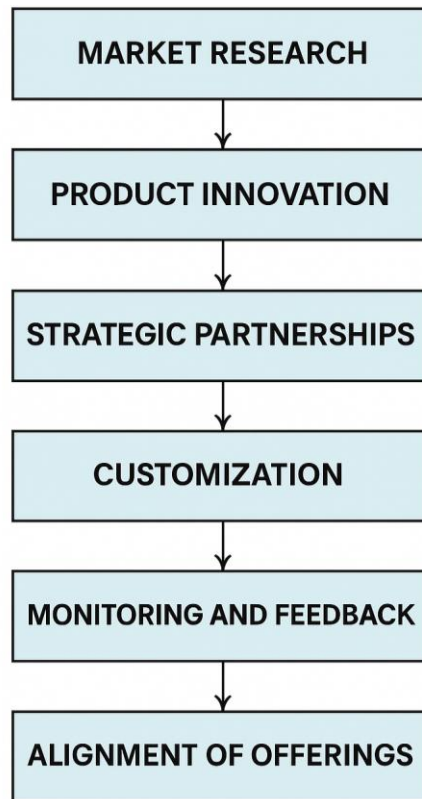 MARKET RESEARCH
PRODUCT INNOVATION
STRATEGIC PARTNERSHIPS
CUSTOMIZATION
MONITORING AND FEEDBACK
ALIGNMENT OF OFFERINGS